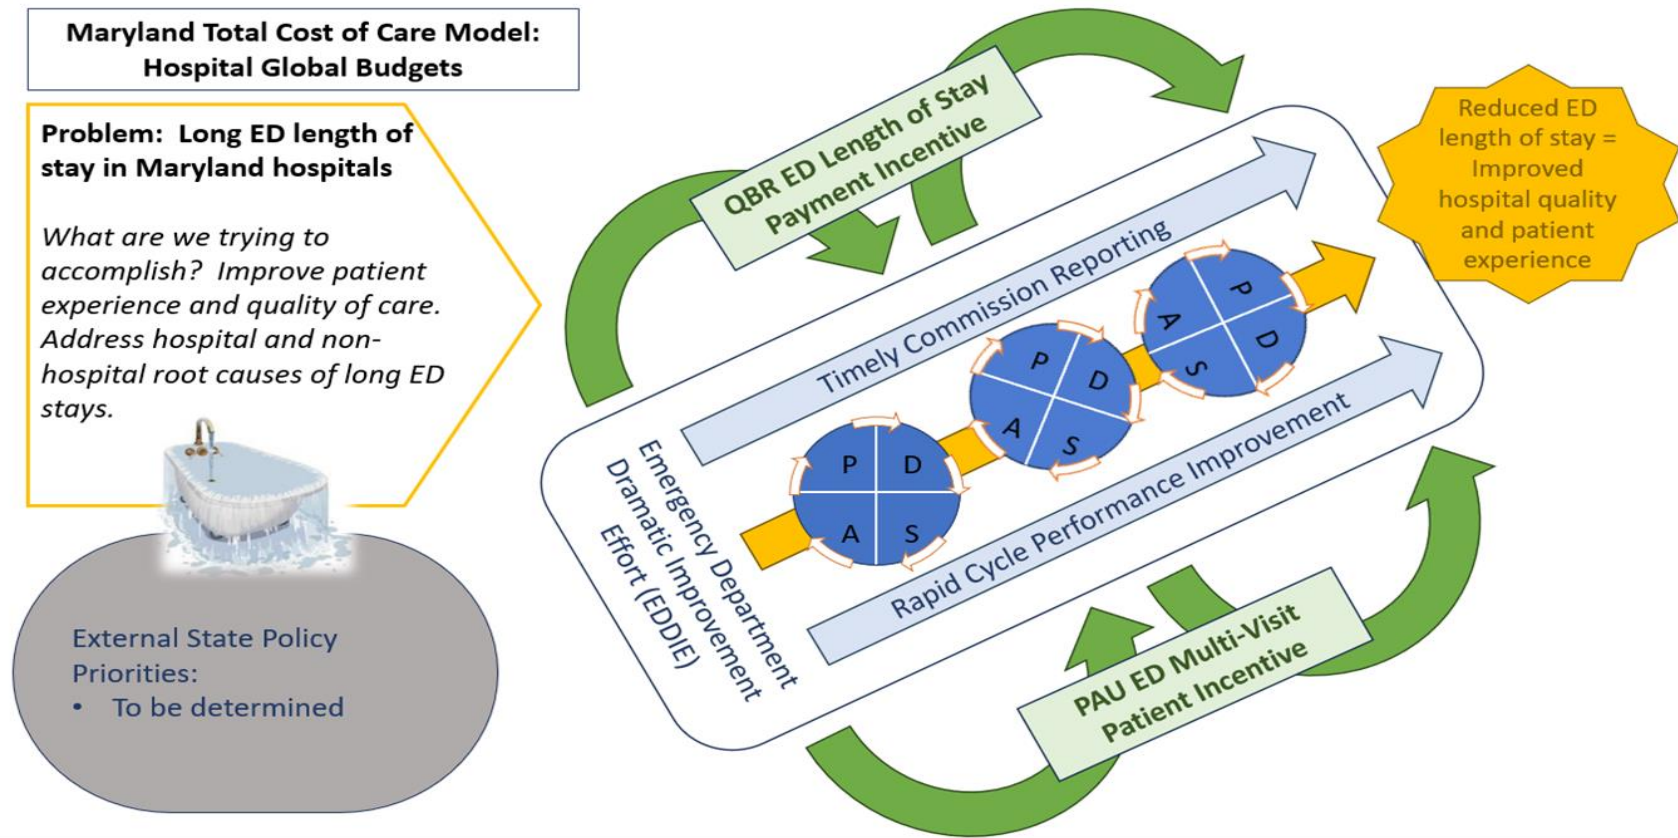 Maryland Total Cost of Care Model:
Hospital Global Budgets
Problem:  Long ED length of
stay in Maryland hospitals
What are we trying to
accomplish?  Improve patient
experience and quality of care.
Address hospital and non-
hospital root causes of long ED
stays.
External State Policy
Priorities:
• To be determined
QBR ED Length of Stay
Payment Incentive
Timely Commission Reporting
Emergency Department
Dramatic Improvement
Effort (EDDIE)
P D
A S
P D
A S
P D
A S
Rapid Cycle Performance Improvement
PAU ED Multi-Visit
Patient Incentive
Reduced ED
length of stay =
Improved
hospital quality
and patient
experience